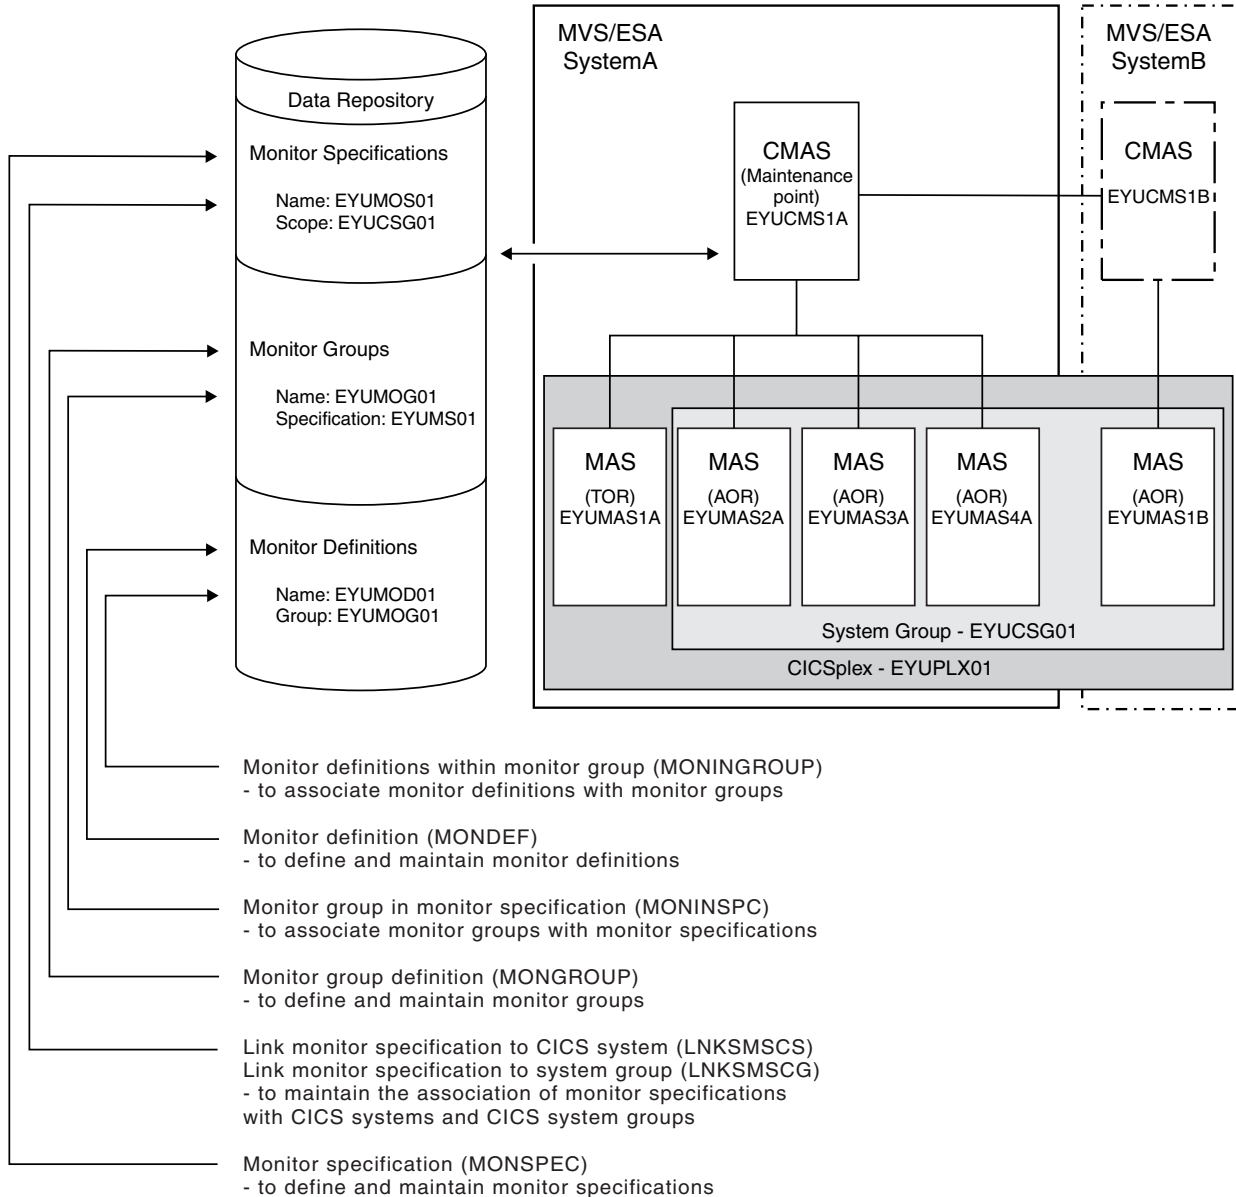 Data Repository
Monitor Specifications
Name: EYUMOS01
Scope: EYUCSG01
Monitor Groups
Name: EYUMOG01
Specification: EYUMS01
Monitor Definitions
Name: EYUMOD01
Group: EYUMOG01
MVS/ESA
SystemA
CMAS
(Maintenance
point)
EYUCMS1A
MVS/ESA
SystemB
CMAS
EYUCMS1B
MAS
(TOR)
EYUMAS1A
MAS
(AOR)
EYUMAS2A
MAS
(AOR)
EYUMAS3A
MAS
(AOR)
EYUMAS4A
MAS
(AOR)
EYUMAS1B
System Group - EYUCSG01
CICSplex - EYUPLX01
Monitor definitions within monitor group (MONINGROUP)
- to associate monitor definitions with monitor groups
Monitor definition (MONDEF)
- to define and maintain monitor definitions
Monitor group in monitor specification (MONINSPC)
- to associate monitor groups with monitor specifications
Monitor group definition (MONGROUP)
- to define and maintain monitor groups
Link monitor specification to CICS system (LNKSMSCS)
Link monitor specification to system group (LNKSMSCG)
- to maintain the association of monitor specifications
with CICS systems and CICS system groups
Monitor specification (MONSPEC)
- to define and maintain monitor specifications